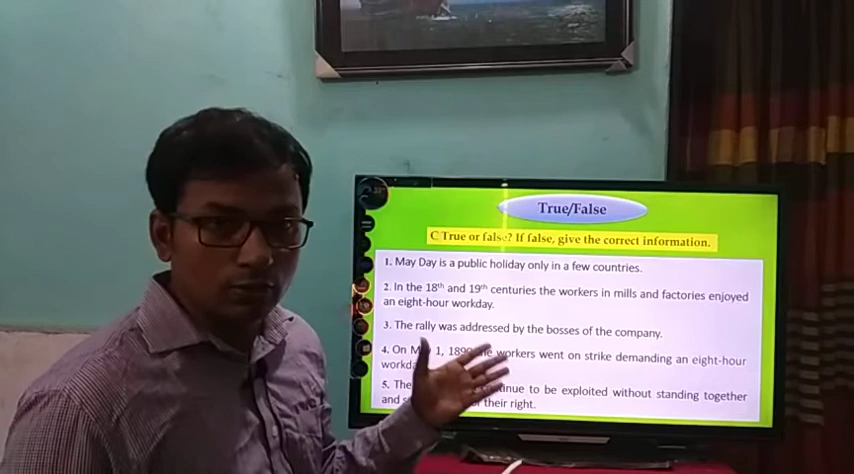 True/False
C True or false? If false, give the correct information.
1. May Day is a public holiday only in a few countries.
2. In the 18th and 19th centuries the workers in mills and factories enjoyed
an eight-hour workday.
3. The rally was addressed by the bosses of the company.
4. On 1, workers went on strike demanding an eight-hour
5. The to be exploited without standing together
and their right.